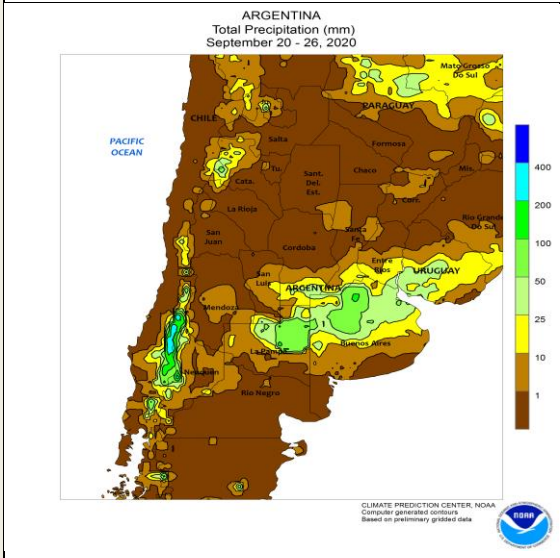 ARGENTINA
Total Precipitation (mm)
September 20 - 26, 2020
Mato Grosso
Do Sul
PARAGUAY
CHILE
PACIFIC
OCEAN
Salta
Formosa
Tu.
Sant.
Del.
Est.
Chaco
Mis.
Cata.
Corr.
La Rioja
Rio Grande
Do Sul
San
Juan
Santa
Fe
Cordoba
Entre
Rios
San
Luis
URUGUAY
ARGENTINA
Mendoza
Buenos Aires
La Pampa
Neuquen
Rio Negro
400
200
100
50
25
10
1
CLIMATE PREDICTION CENTER, NOAA
Computer generated contours
Based on preliminary gridded data
NOAA